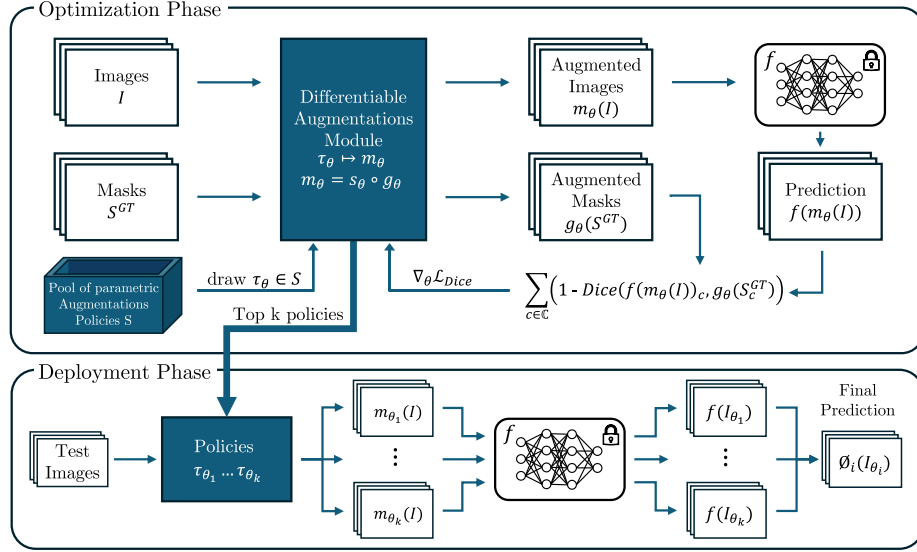 Optimization Phase
Images
I
Differentiable
Augmentations
Module
τ_θ ↦ m_θ
m_θ = s_θ ∘ g_θ
Augmented
Images
m_θ(I)
f
Masks
S^GT
Augmented
Masks
g_θ(S^GT)
Prediction
f(m_θ(I))
Pool of parametric
Augmentations
Policies S
draw τ_θ ∈ S
∇_θ ℒ_Dice
∑_{c∈ℂ} (1 - Dice(f(m_θ(I))_c, g_θ(S_c^GT))
Top k policies
Deployment Phase
Test
Images
Policies
τ_θ₁ … τ_θₖ
m_θ₁(I)
⋮
m_θₖ(I)
f
f(I_θ₁)
⋮
f(I_θₖ)
Final
Prediction
Ø_i(I_θᵢ)